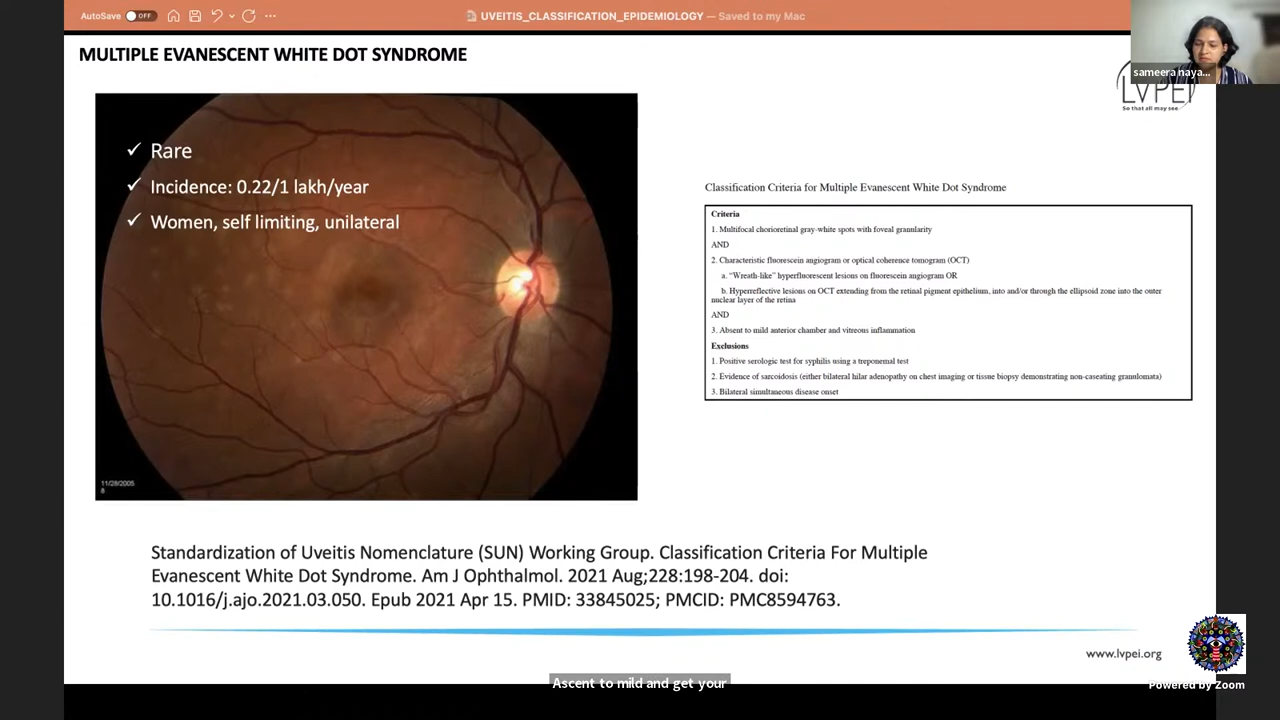 AutoSave OFF
UVEITIS_CLASSIFICATION_EPIDEMIOLOGY — Saved to my Mac
MULTIPLE EVANESCENT WHITE DOT SYNDROME
sameera naya...
LVPEI
So that all may see
✓ Rare
✓ Incidence: 0.22/1 lakh/year
✓ Women, self limiting, unilateral
11/28/2005
Classification Criteria for Multiple Evanescent White Dot Syndrome
Criteria
1. Multifocal chorioretinal gray-white spots with foveal granularity
AND
2. Characteristic fluorescein angiogram or optical coherence tomogram (OCT)
a. “Wreath-like” hyperfluorescent lesions on fluorescein angiogram OR
b. Hyperreflective lesions on OCT extending from the retinal pigment epithelium, into and/or through the ellipsoid zone into the outer
nuclear layer of the retina
AND
3. Absent to mild anterior chamber and vitreous inflammation
Exclusions
1. Positive serologic test for syphilis using a treponemal test
2. Evidence of sarcoidosis (either bilateral hilar adenopathy on chest imaging or tissue biopsy demonstrating non-caseating granulomata)
3. Bilateral simultaneous disease onset
Standardization of Uveitis Nomenclature (SUN) Working Group. Classification Criteria For Multiple
Evanescent White Dot Syndrome. Am J Ophthalmol. 2021 Aug;228:198-204. doi:
10.1016/j.ajo.2021.03.050. Epub 2021 Apr 15. PMID: 33845025; PMCID: PMC8594763.
www.lvpei.org
Ascent to mild and get your
Powered by Zoom